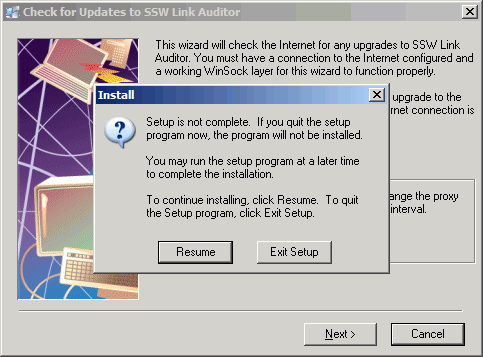 Check for Updates to SSW Link Auditor
This wizard will check the Internet for any upgrades to SSW Link
Auditor. You must have a connection to the Internet configured and
a working WinSock layer for this wizard to function properly.
upgrade to the
connection is
Install
Setup is not complete. If you quit the setup
program now, the program will not be installed.
You may run the setup program at a later time
to complete the installation.
To continue installing, click Resume. To quit
the Setup program, click Exit Setup.
the proxy
interval.
Resume
Exit Setup
Next >
Cancel